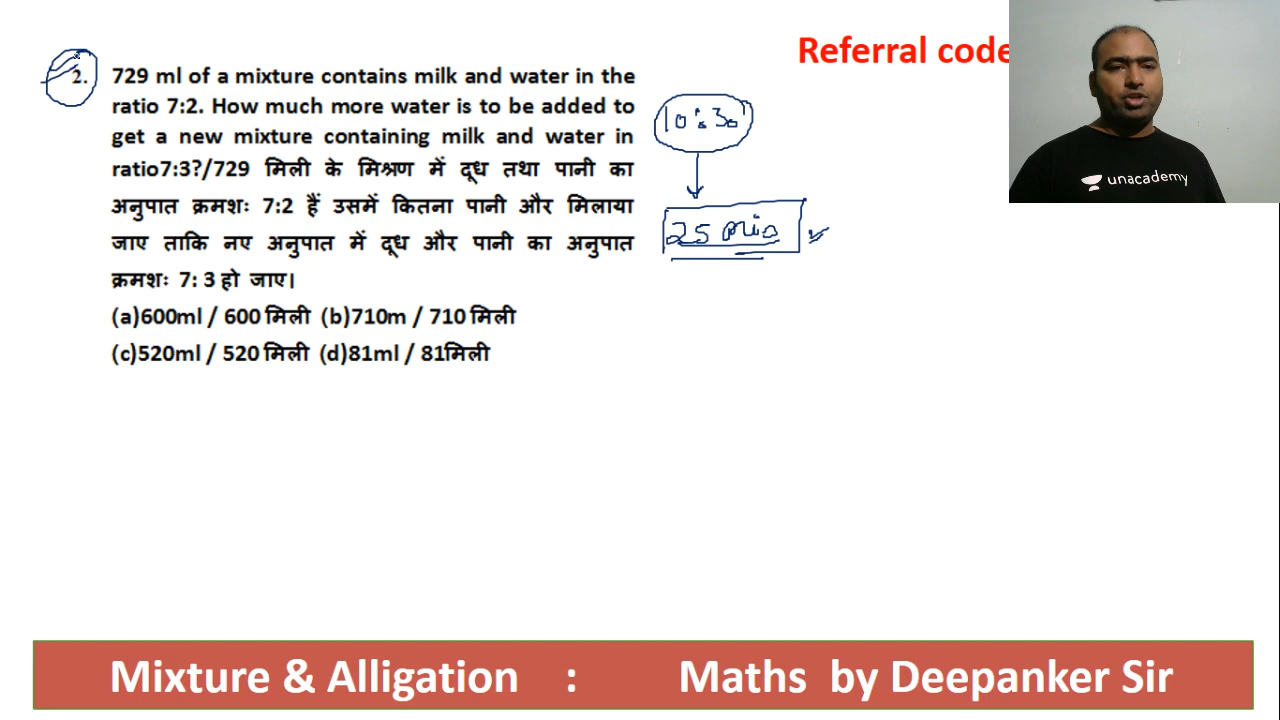 Referral code
2. 729 ml of a mixture contains milk and water in the
ratio 7:2. How much more water is to be added to
get a new mixture containing milk and water in
ratio7:3?/729 मिली के मिश्रण में दूध तथा पानी का
अनुपात क्रमशः 7:2 हैं उसमें कितना पानी और मिलाया
जाए ताकि नए अनुपात में दूध और पानी का अनुपात
क्रमशः 7: 3 हो जाए।
(a)600ml / 600 मिली (b)710m / 710 मिली
(c)520ml / 520 मिली (d)81ml / 81मिली
10:30
25
unacademy
Mixture & Alligation : Maths by Deepanker Sir